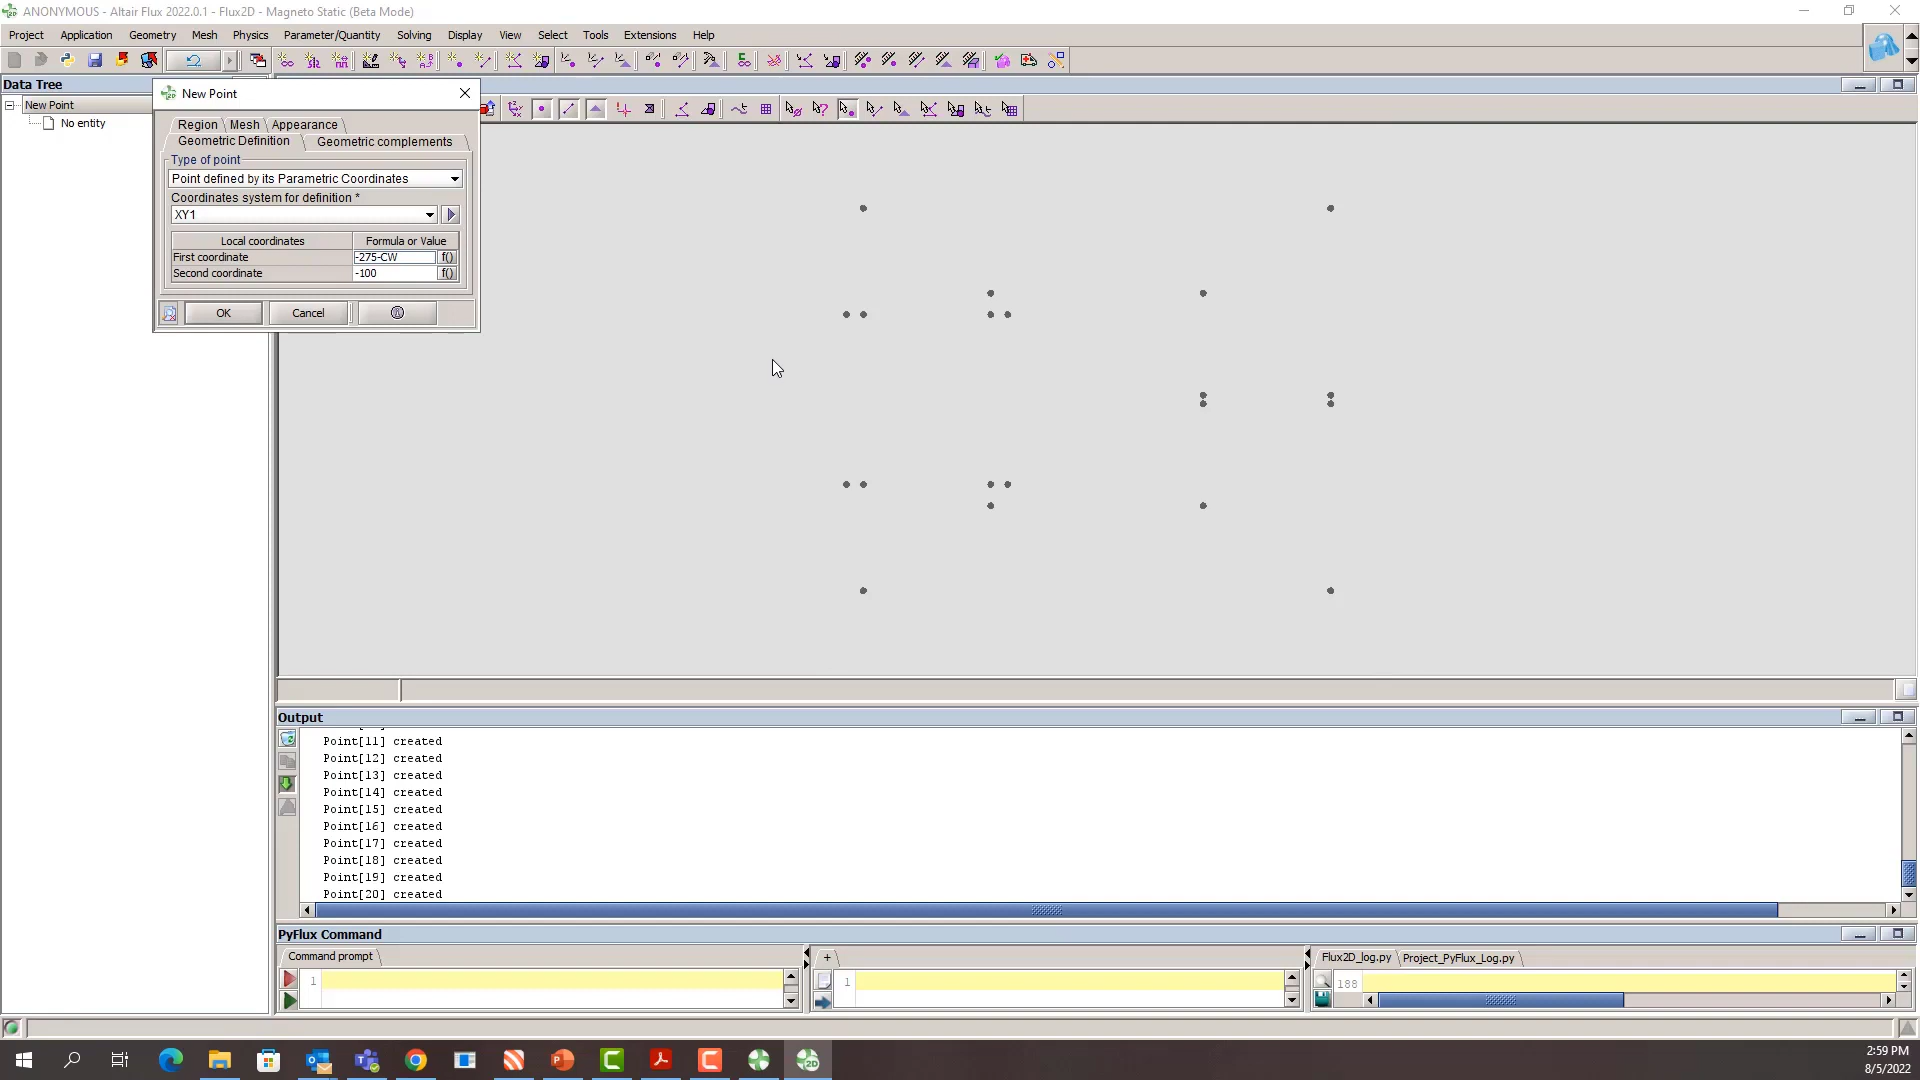 ANONYMOUS - Altair Flux 2022.0.1 - Flux2D - Magneto Static (Beta Mode)
Project Application Geometry Mesh Physics Parameter/Quantity Solving Display View Select Tools Extensions Help
Data Tree
New Point
No entity
New Point
Region Mesh Appearance
Geometric Definition Geometric complements
Type of point
Point defined by its Parametric Coordinates
Coordinates system for definition *
XY1
Local coordinates Formula or Value
First coordinate -275-CW f()
Second coordinate -100 f()
OK Cancel
Output
Point[11] created
Point[12] created
Point[13] created
Point[14] created
Point[15] created
Point[16] created
Point[17] created
Point[18] created
Point[19] created
Point[20] created
PyFlux Command
Command prompt + Flux2D_log.py Project_PyFlux_Log.py
1 1 188
2:59 PM
8/5/2022